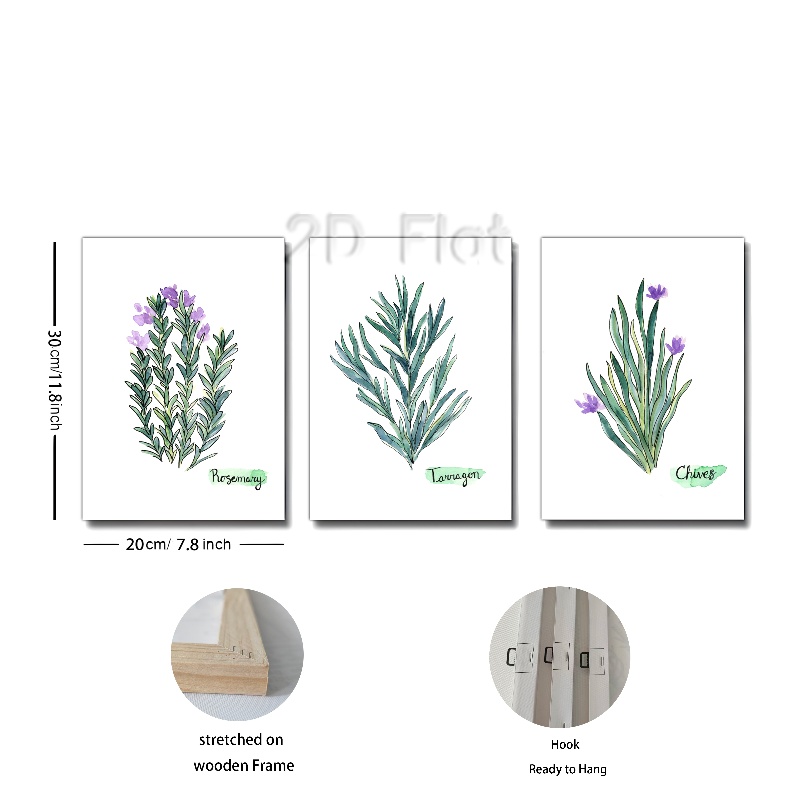 2D Flat
30cm/11.8inch
Rosemary
Tarragon
Chives
20cm/ 7.8 inch
stretched on
wooden Frame
Hook
Ready to Hang